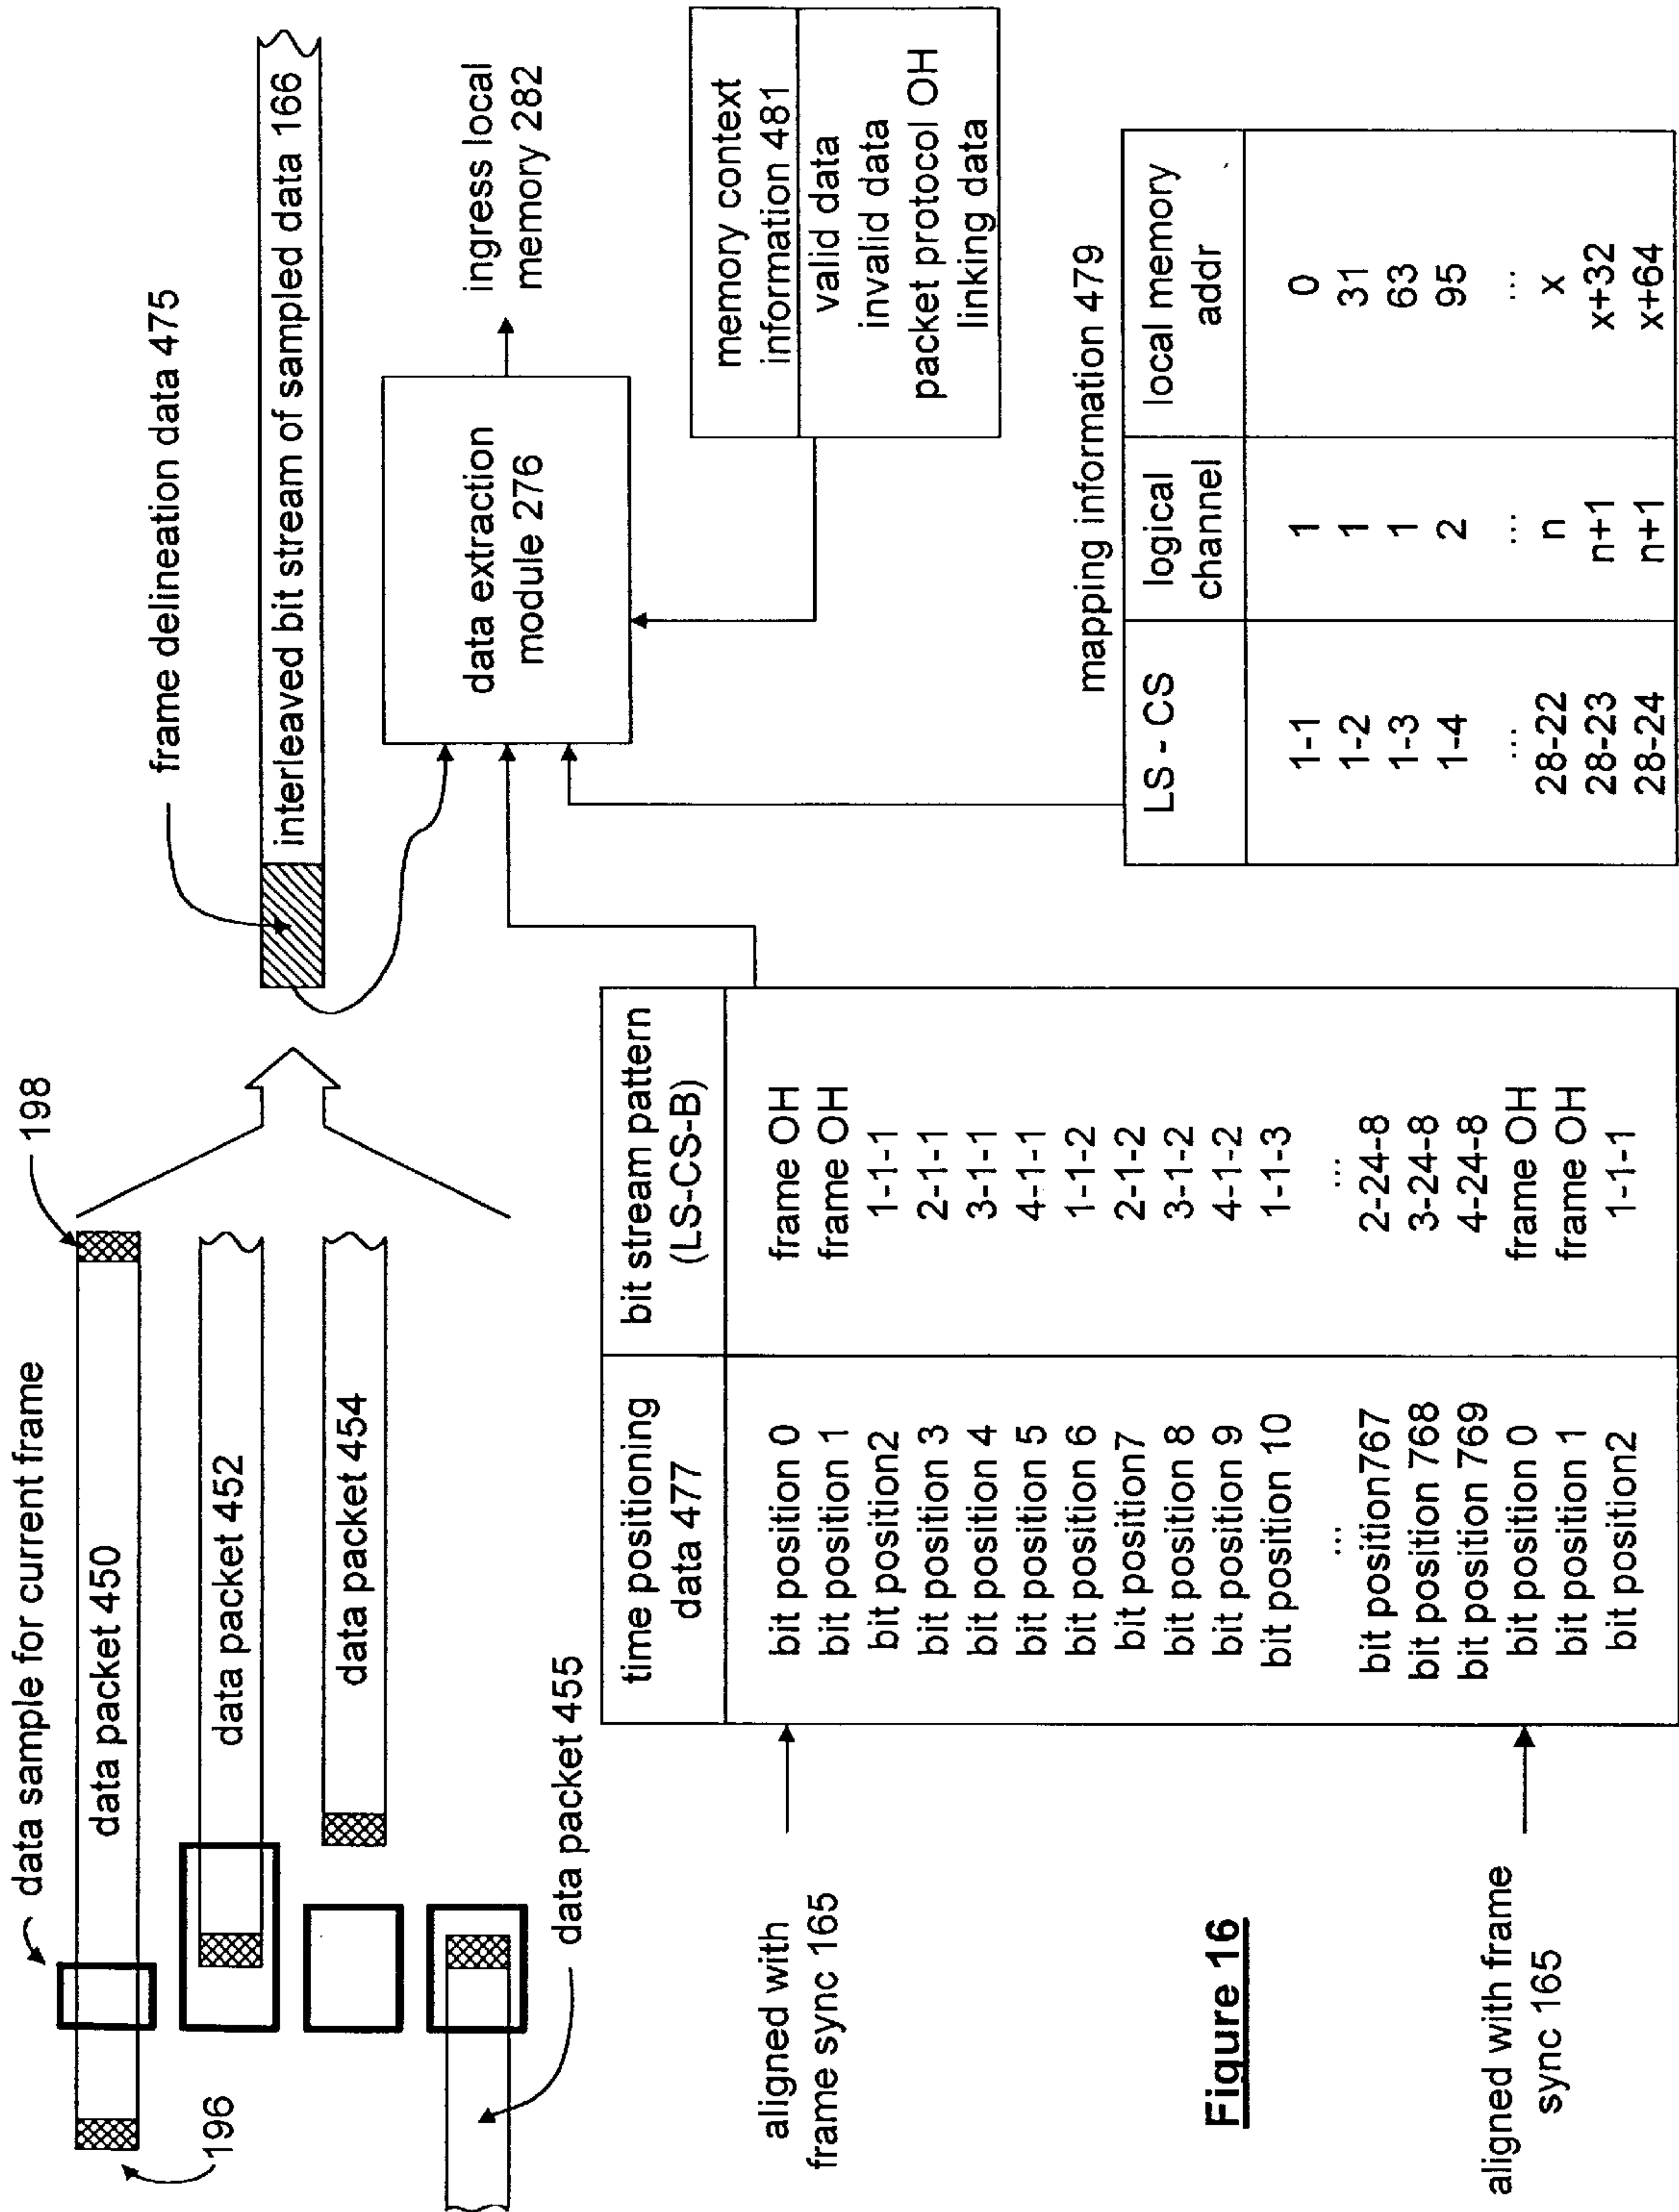 data sample for current frame
198
data packet 450
196
data packet 452
data packet 454
data packet 455
frame delineation data 475
interleaved bit stream of sampled data 166
data extraction
module 276
ingress local
memory 282
memory context
information 481
valid data
invalid data
packet protocol OH
linking data
time positioning
data 477
bit stream pattern
(LS-CS-B)
bit position 0 frame OH
bit position 1 frame OH
bit position2 1-1-1
bit position 3 2-1-1
bit position 4 3-1-1
bit position 5 4-1-1
bit position 6 1-1-2
bit position7 2-1-2
bit position 8 3-1-2
bit position 9 4-1-2
bit position 10 1-1-3
... ...
bit position767 2-24-8
bit position 768 3-24-8
bit position 769 4-24-8
bit position 0 frame OH
bit position 1 frame OH
bit position2 1-1-1
aligned with
frame sync 165
aligned with frame
sync 165
mapping information 479
LS - CS
logical
channel
local memory
addr
1-1 1 0
1-2 1 31
1-3 1 63
1-4 2 95
... ... ...
28-22 n x
28-23 n+1 x+32
28-24 n+1 x+64
Figure 16